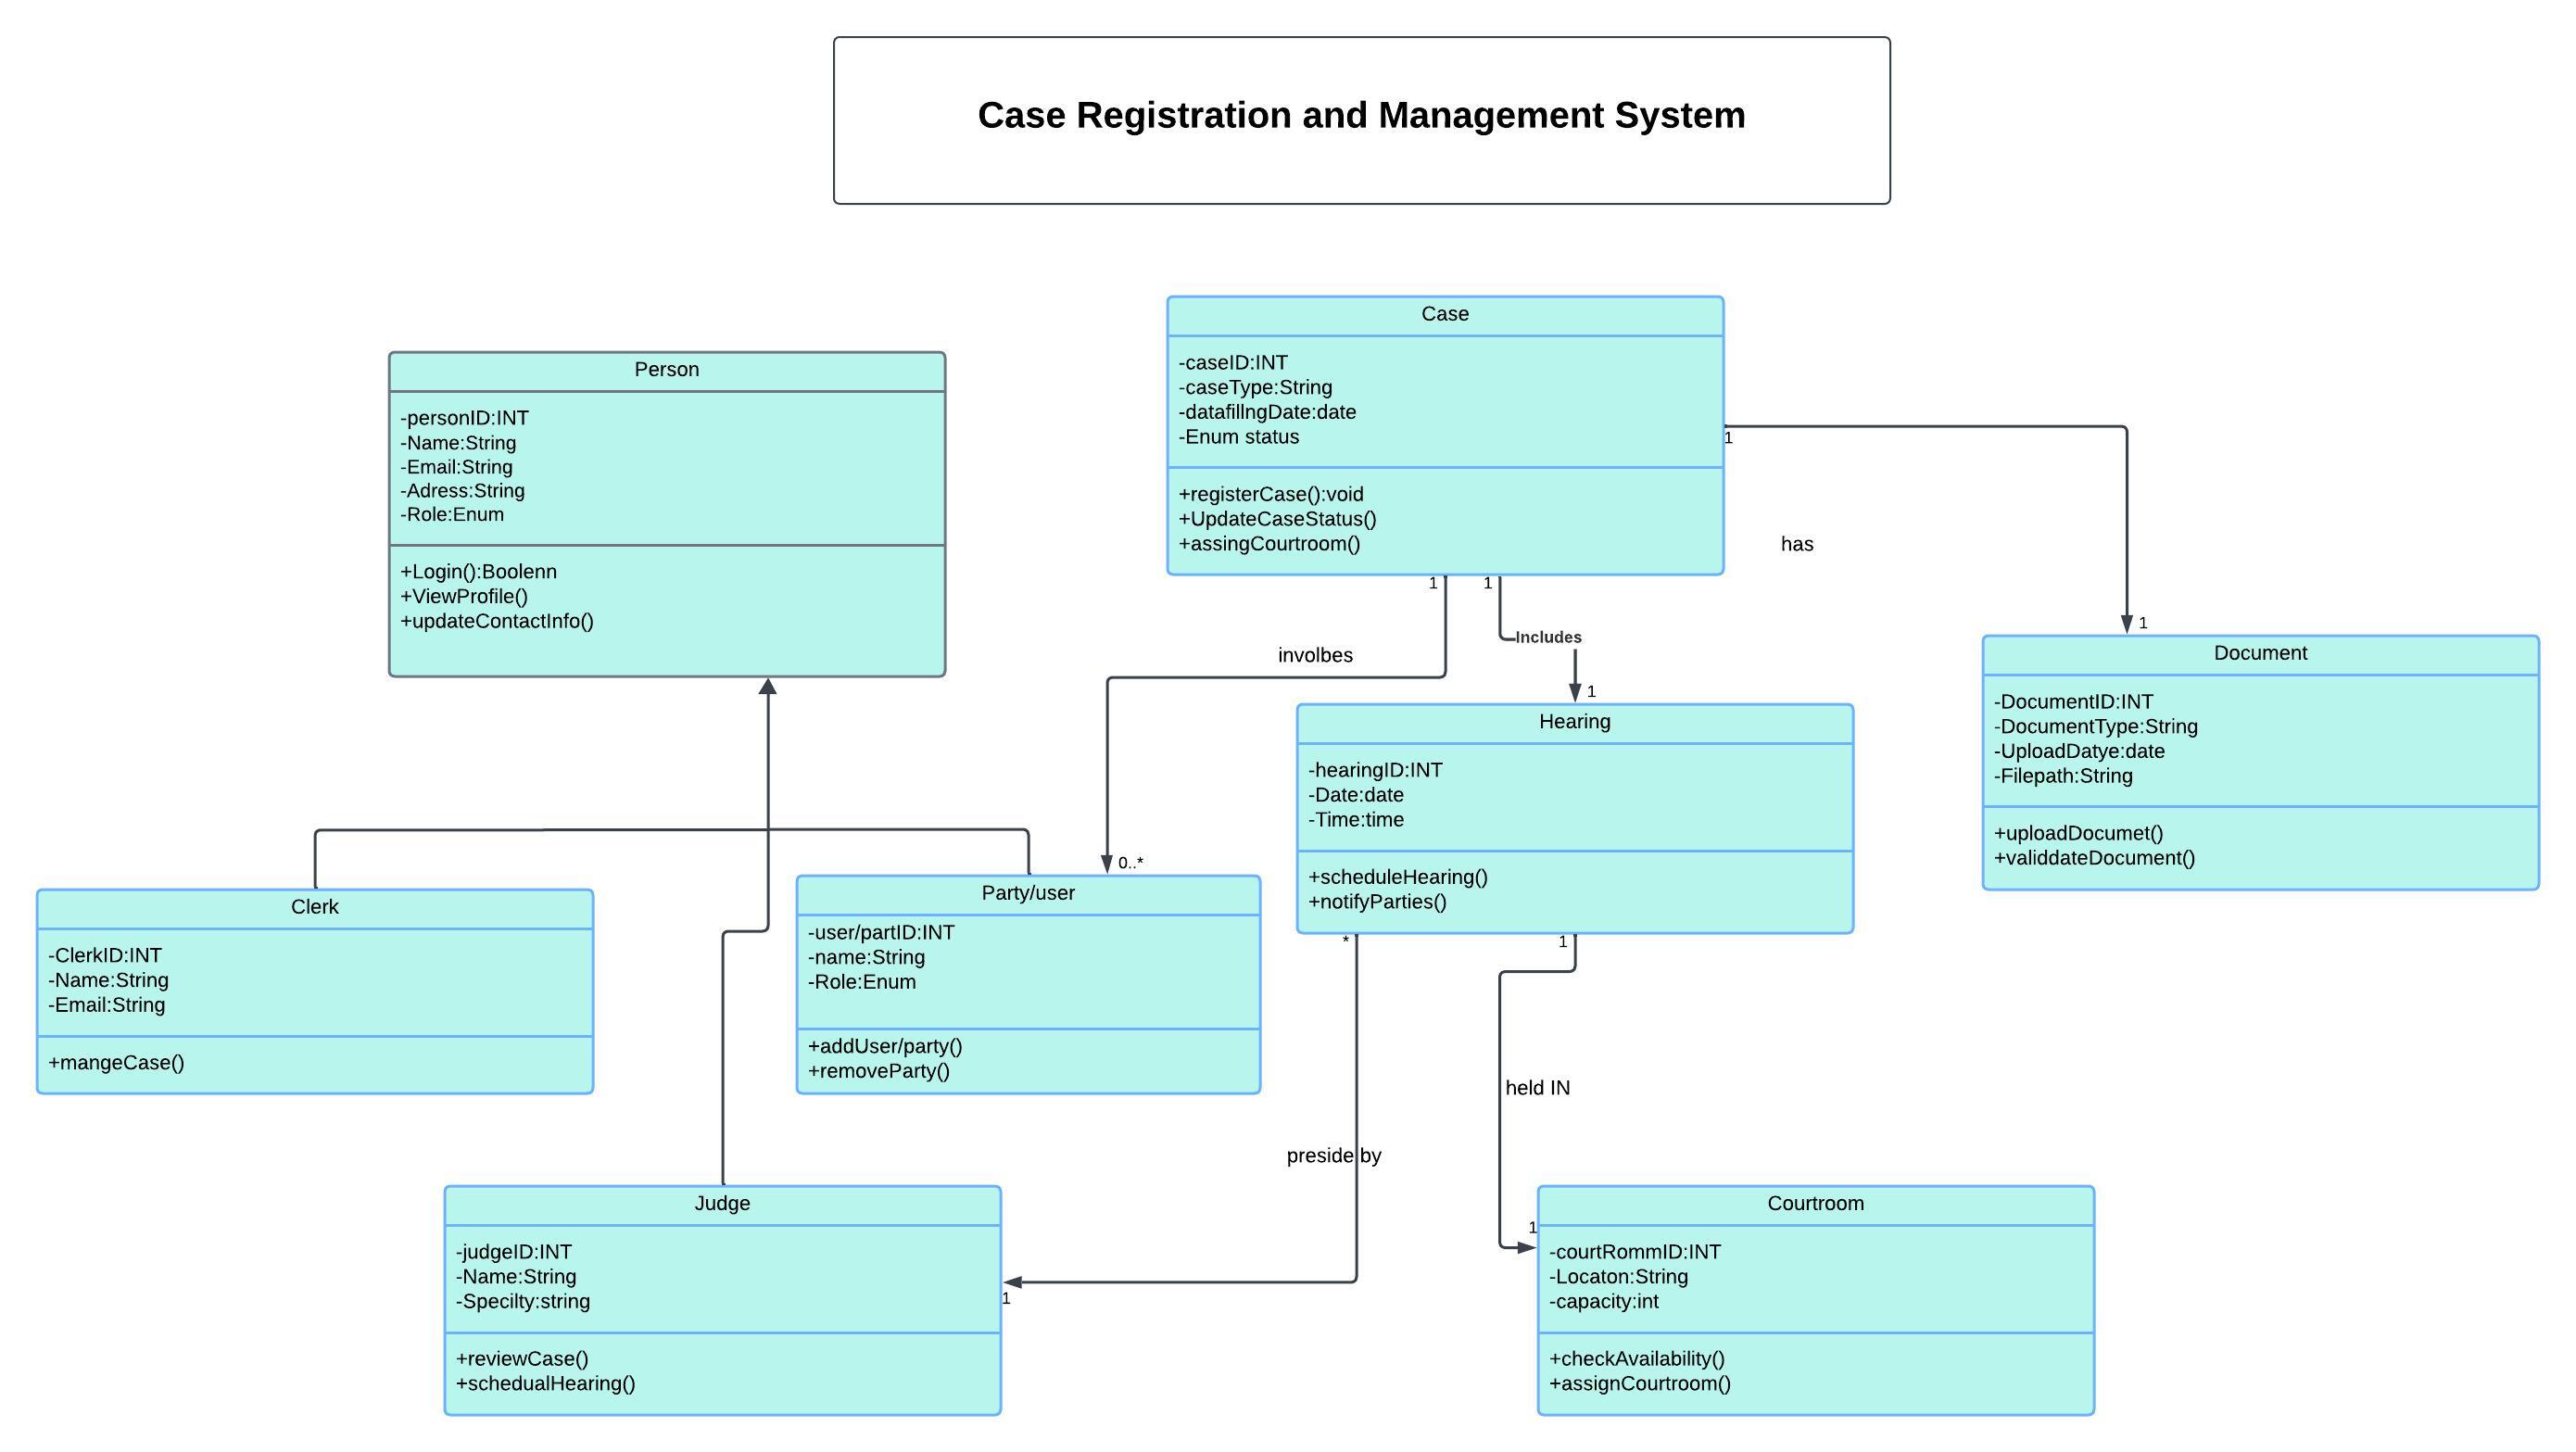 Case Registration and Management System
Case
-caseID:INT
-caseType:String
-datafillngDate:date
-Enum status
+registerCase():void
+UpdateCaseStatus()
+assingCourtroom()
Person
-personID:INT
-Name:String
-Email:String
-Adress:String
-Role:Enum
+Login():Boolenn
+ViewProfile()
+updateContactInfo()
1
has
1
1
1
involbes
Includes
1
0..*
Document
-DocumentID:INT
-DocumentType:String
-UploadDatye:date
-Filepath:String
+uploadDocumet()
+validdateDocument()
Hearing
-hearingID:INT
-Date:date
-Time:time
+scheduleHearing()
+notifyParties()
Clerk
-ClerkID:INT
-Name:String
-Email:String
+mangeCase()
Party/user
-user/partID:INT
-name:String
-Role:Enum
+addUser/party()
+removeParty()
*
1
held IN
preside by
1
1
Judge
-judgeID:INT
-Name:String
-Specilty:string
+reviewCase()
+schedualHearing()
Courtroom
-courtRommID:INT
-Locaton:String
-capacity:int
+checkAvailability()
+assignCourtroom()